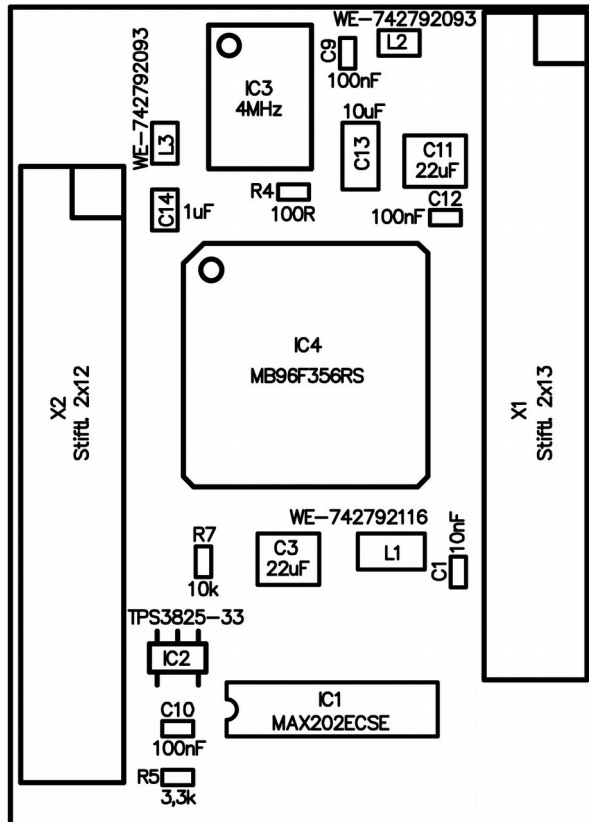 WE-742792093
L2
C9
100nF
WE-742792093
L3
IC3
4MHz
10uF
C13
C11
22uF
R4
100R
C14
1uF
C12
100nF
IC4
MB96F356RS
X2
Stiftl. 2x12
X1
Stiftl. 2x13
WE-742792116
L1
10nF
C1
R7
10k
C3
22uF
TPS3825-33
IC2
IC1
MAX202ECSE
C10
100nF
R5
3,3k